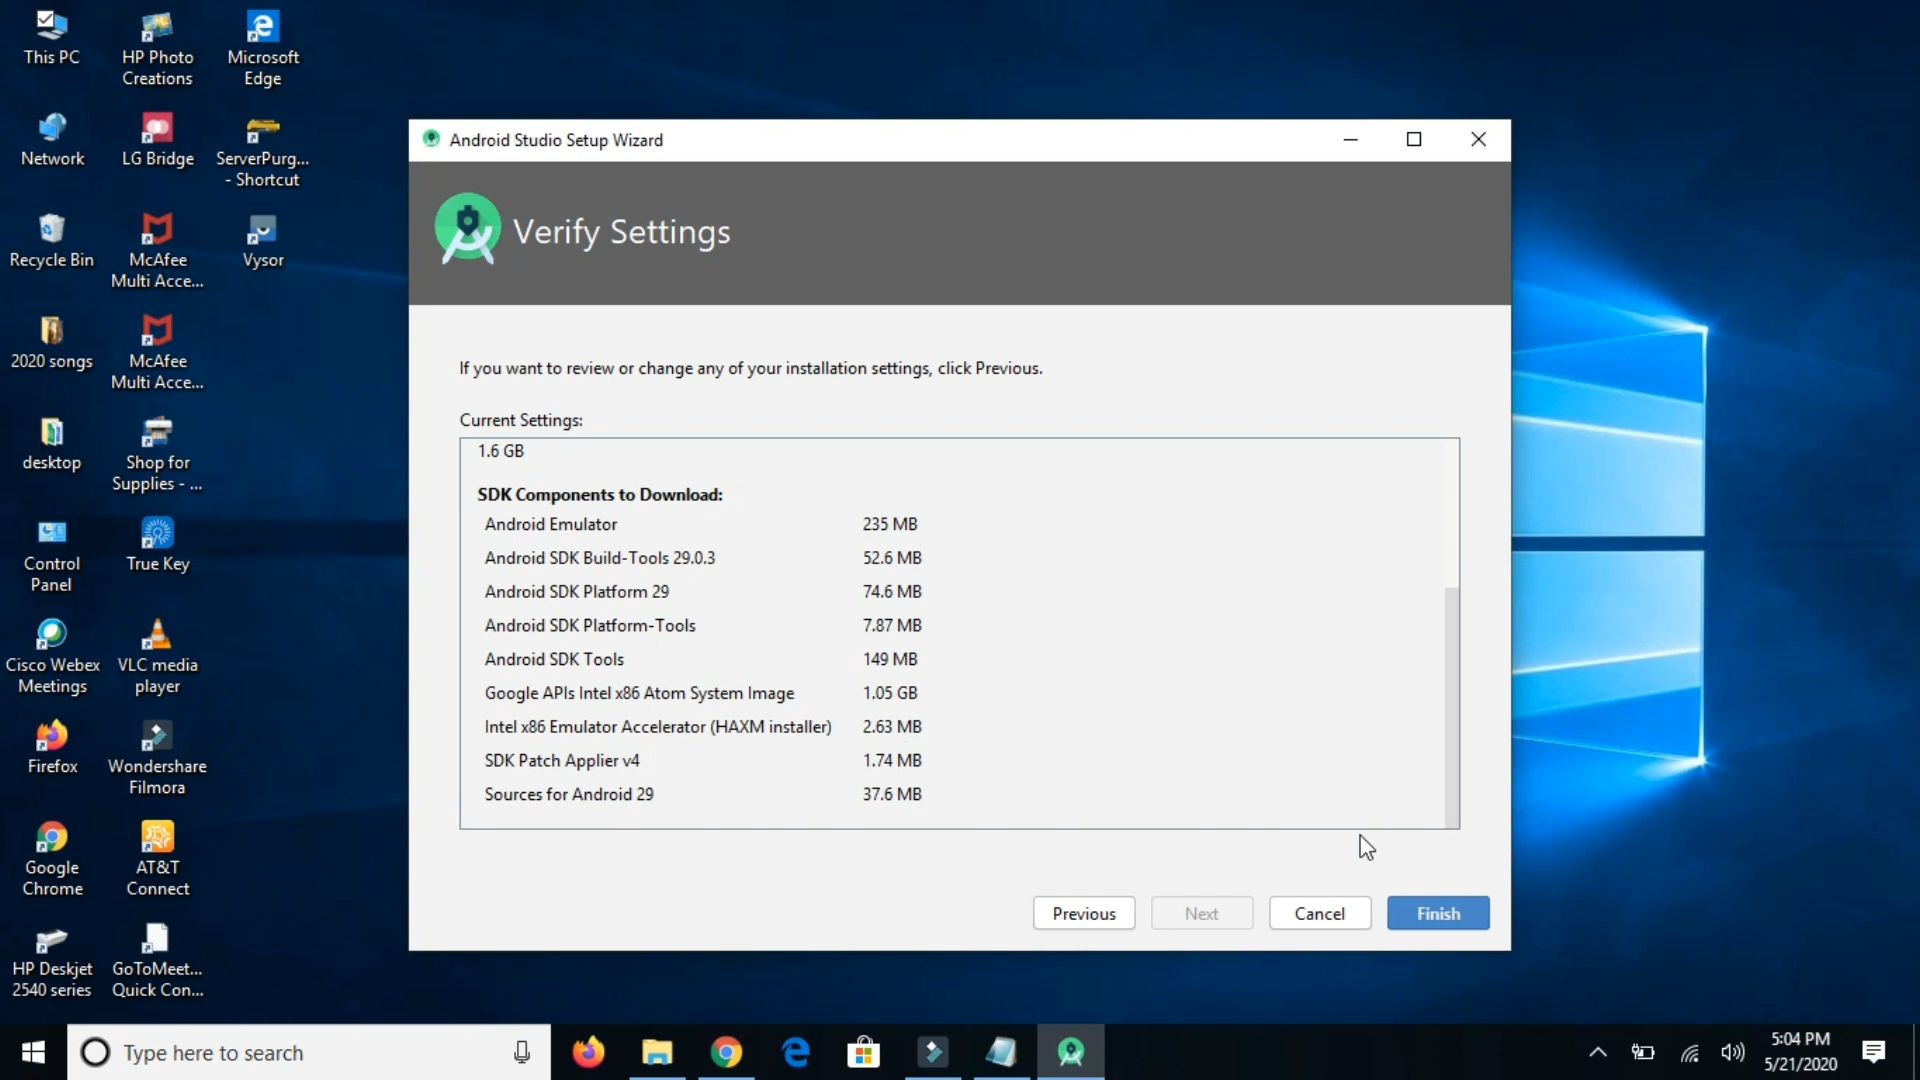 This PC
HP Photo
Creations
Microsoft
Edge
Network
LG Bridge
ServerPurg...
- Shortcut
Recycle Bin
McAfee
Multi Acce...
Vysor
2020 songs
McAfee
Multi Acce...
desktop
Shop for
Supplies - ...
Control
Panel
True Key
Cisco Webex
Meetings
VLC media
player
Firefox
Wondershare
Filmora
Google
Chrome
AT&T
Connect
HP Deskjet
2540 series
GoToMeet...
Quick Con...
Android Studio Setup Wizard
Verify Settings
If you want to review or change any of your installation settings, click Previous.
Current Settings:
1.6 GB
SDK Components to Download:
Android Emulator 235 MB
Android SDK Build-Tools 29.0.3 52.6 MB
Android SDK Platform 29 74.6 MB
Android SDK Platform-Tools 7.87 MB
Android SDK Tools 149 MB
Google APIs Intel x86 Atom System Image 1.05 GB
Intel x86 Emulator Accelerator (HAXM installer) 2.63 MB
SDK Patch Applier v4 1.74 MB
Sources for Android 29 37.6 MB
Previous Next Cancel Finish
Type here to search
5:04 PM
5/21/2020